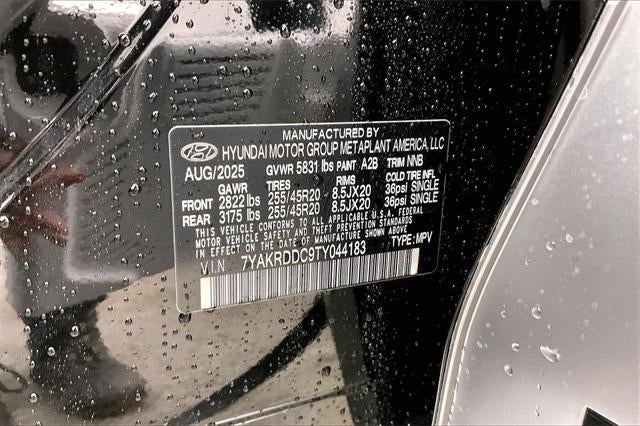 MANUFACTURED BY
HYUNDAI MOTOR GROUP METAPLANT AMERICA, LLC
AUG/2025 GVWR 5831 lbs PAINT A2B TRIM NNB
GAWR TIRES RIMS COLD TIRE INFL
FRONT 2822 lbs 255/45R20 8.5JX20 36psi SINGLE
REAR 3175 lbs 255/45R20 8.5JX20 36psi SINGLE
THIS VEHICLE CONFORMS TO ALL APPLICABLE U.S.A. FEDERAL
MOTOR VEHICLE SAFETY AND THEFT PREVENTION STANDARDS
IN EFFECT ON THE DATE OF MANUFACTURE SHOWN ABOVE.
V.I.N 7YAKRDDC9TY044183 TYPE: MPV